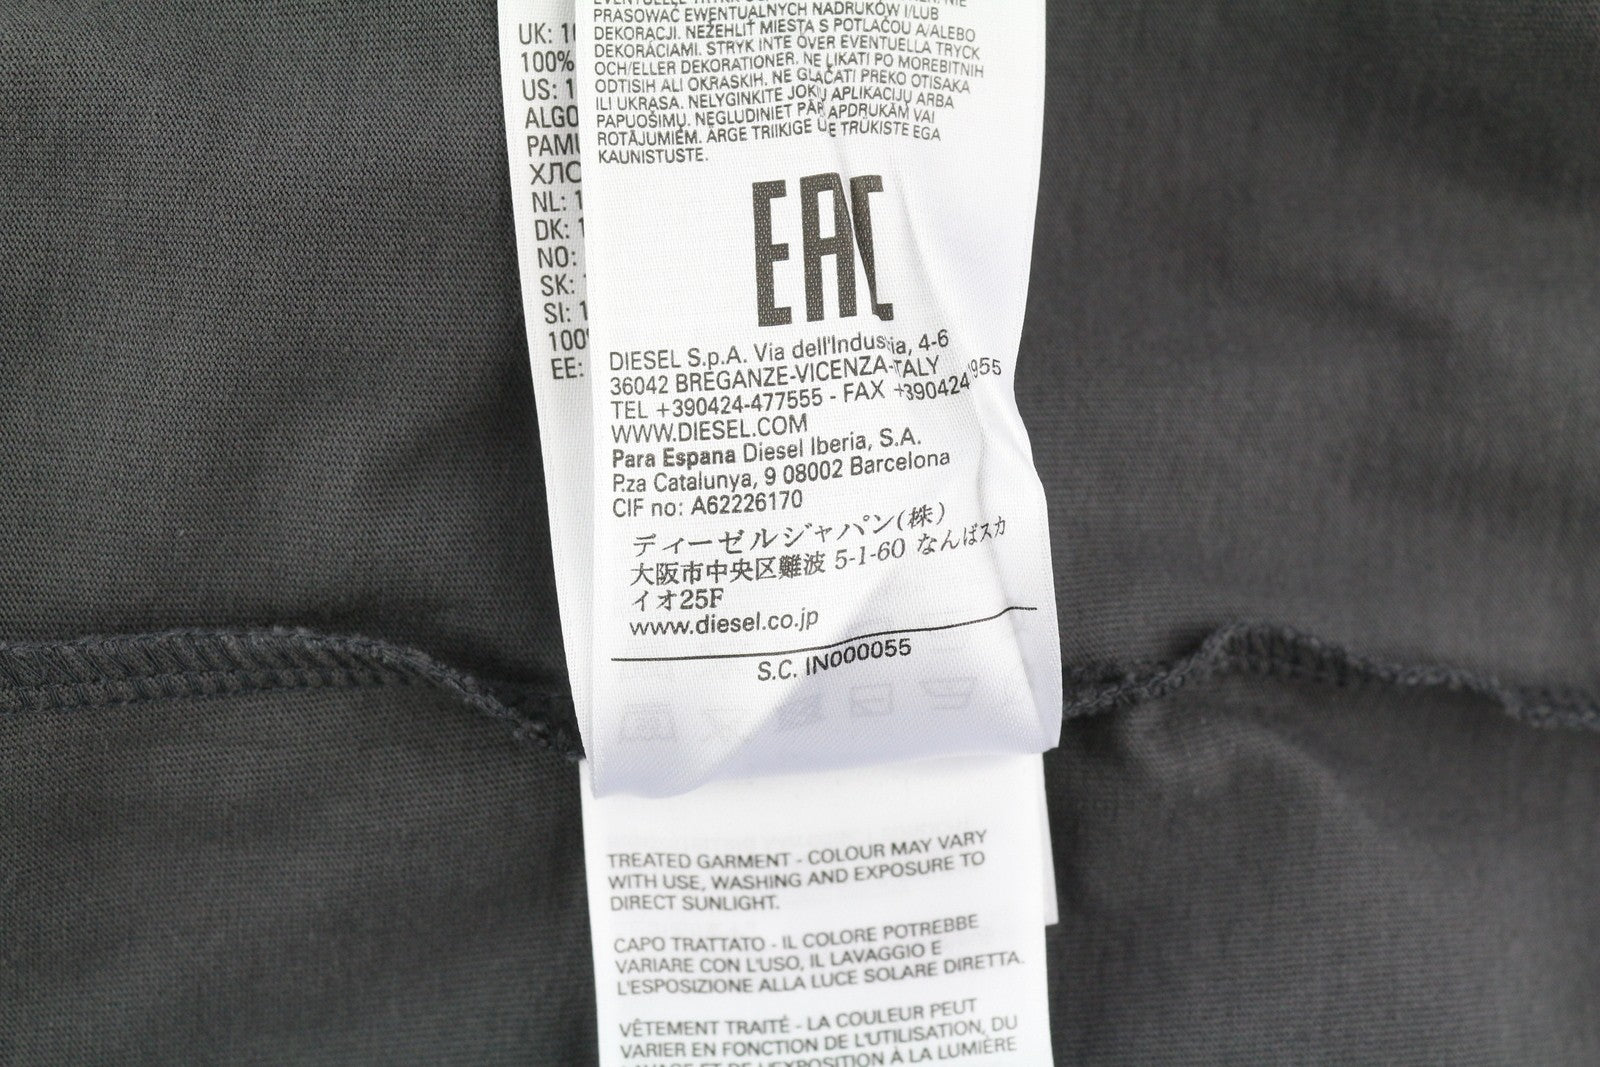 UK: 
100%
US: 
ALGO
PAMU
ХЛО
NL: 
DK: 
NO:
SK:
SI: 
100
EE:
PRASOWAĆ EWENTUALNYCH NADRUKÓW I/LUB
DEKORACJI. NEŽEHLIŤ MIESTA S POTLAČOU A/ALEBO
DEKORÁCIAMI. STRYK INTE ÖVER EVENTUELLA TRYCK
OCH/ELLER DEKORATIONER. NE LIKATI PO MOREBITNIH
ODTISIH ALI OKRASKIH. NE GLAČATI PREKO OTISAKA
ILI UKRASA. NELYGINKITE JOKIŲ APLIKACIJŲ ARBA
PAPUOŠIMŲ. NEGLUDINIET PĀR APDRUKĀM VAI
ROTĀJUMIEM. ÄRGE TRIIKIGE ÜLE TRÜKISTE EGA
KAUNISTUSTE.
EAC
DIESEL S.p.A. Via dell'Industria, 4-6
36042 BREGANZE-VICENZA-ITALY
TEL +390424-477555 - FAX +390424 955
WWW.DIESEL.COM
Para Espana Diesel Iberia, S.A.
P.za Catalunya, 9 08002 Barcelona
CIF no: A62226170
ディーゼルジャパン(株)
大阪市中央区難波 5-1-60 なんばスカ
イオ25F
www.diesel.co.jp
S.C. IN000055
TREATED GARMENT - COLOUR MAY VARY
WITH USE, WASHING AND EXPOSURE TO
DIRECT SUNLIGHT.
CAPO TRATTATO - IL COLORE POTREBBE
VARIARE CON L'USO, IL LAVAGGIO E
L'ESPOSIZIONE ALLA LUCE SOLARE DIRETTA.
VÊTEMENT TRAITÉ - LA COULEUR PEUT
VARIER EN FONCTION DE L'UTILISATION, DU
LAVAGE ET DE L'EXPOSITION À LA LUMIÈRE